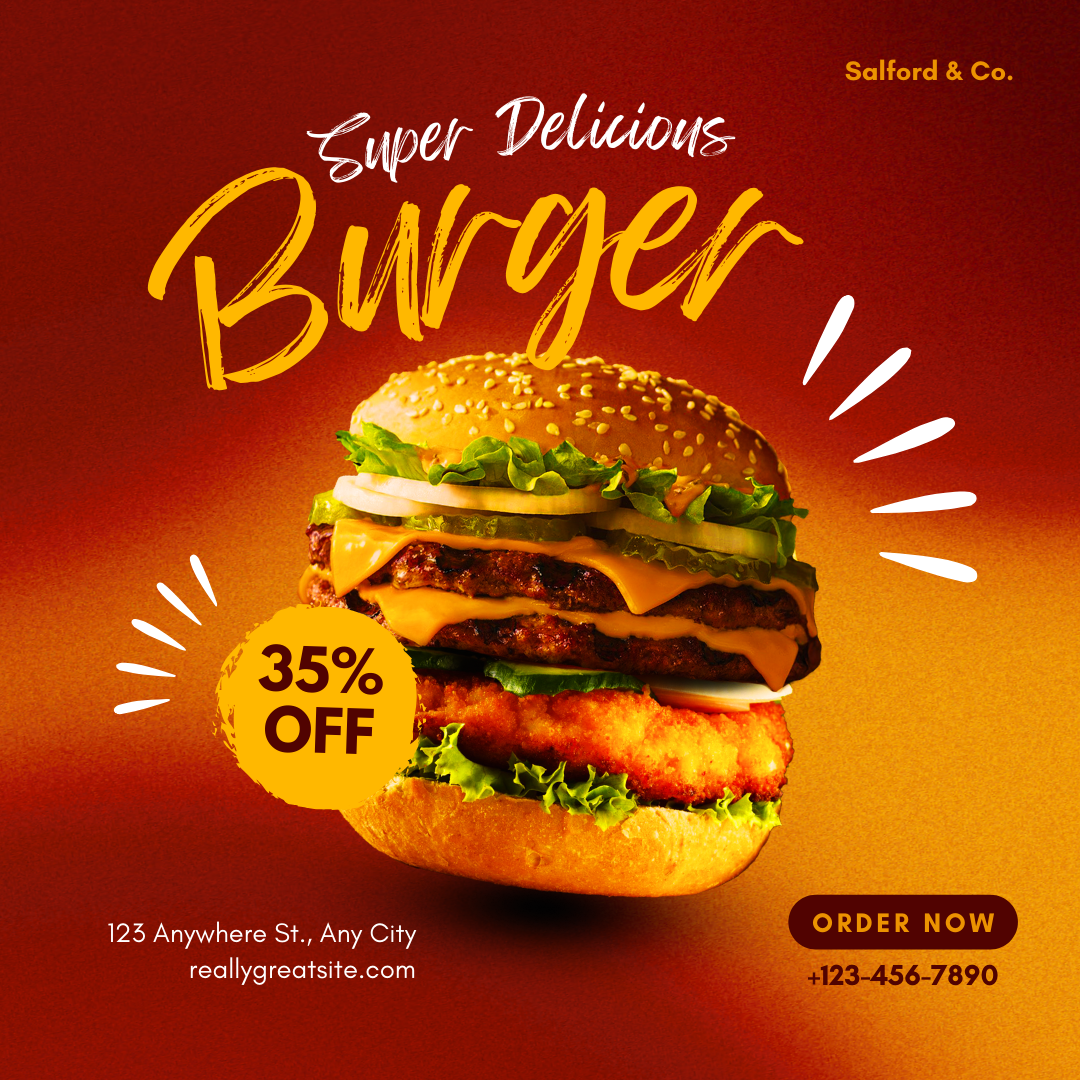 Salford & Co.
Super Delicious
Burger
35%
OFF
123 Anywhere St., Any City
reallygreatsite.com
ORDER NOW
+123-456-7890